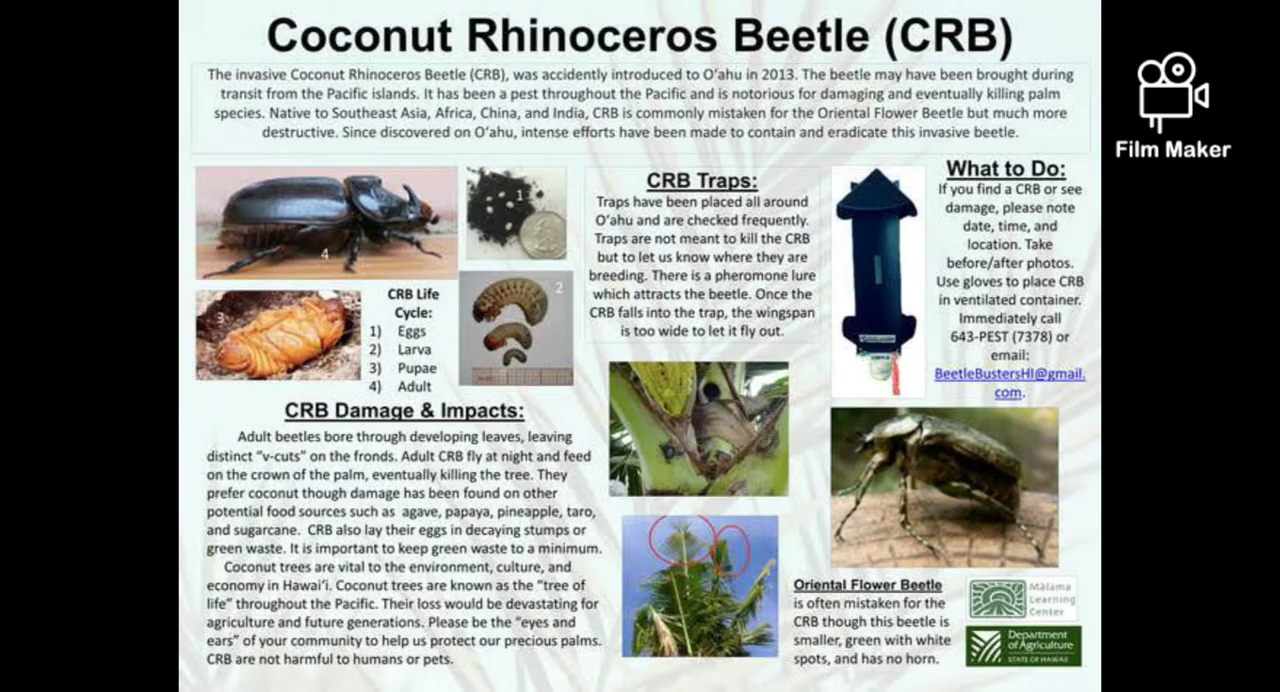 Coconut Rhinoceros Beetle (CRB)
The invasive Coconut Rhinoceros Beetle (CRB), was accidently introduced to Oʻahu in 2013. The beetle may have been brought during
transit from the Pacific islands. It has been a pest throughout the Pacific and is notorious for damaging and eventually killing palm
species. Native to Southeast Asia, Africa, China, and India, CRB is commonly mistaken for the Oriental Flower Beetle but much more
destructive. Since discovered on Oʻahu, intense efforts have been made to contain and eradicate this invasive beetle.
Film Maker
4
1
3
2
CRB Life
Cycle:
1) Eggs
2) Larva
3) Pupae
4) Adult
CRB Damage & Impacts:
Adult beetles bore through developing leaves, leaving
distinct “v-cuts” on the fronds. Adult CRB fly at night and feed
on the crown of the palm, eventually killing the tree. They
prefer coconut though damage has been found on other
potential food sources such as agave, papaya, pineapple, taro,
and sugarcane. CRB also lay their eggs in decaying stumps or
green waste. It is important to keep green waste to a minimum.
Coconut trees are vital to the environment, culture, and
economy in Hawaiʻi. Coconut trees are known as the “tree of
life” throughout the Pacific. Their loss would be devastating for
agriculture and future generations. Please be the “eyes and
ears” of your community to help us protect our precious palms.
CRB are not harmful to humans or pets.
CRB Traps:
Traps have been placed all around
Oʻahu and are checked frequently.
Traps are not meant to kill the CRB
but to let us know where they are
breeding. There is a pheromone lure
which attracts the beetle. Once the
CRB falls into the trap, the wingspan
is too wide to let it fly out.
What to Do:
If you find a CRB or see
damage, please note
date, time, and
location. Take
before/after photos.
Use gloves to place CRB
in ventilated container.
Immediately call
643-PEST (7378) or
email:
BeetleBustersHI@gmail.
com.
Oriental Flower Beetle
is often mistaken for the
CRB though this beetle is
smaller, green with white
spots, and has no horn.
Mālama
Learning
Center
Department
of Agriculture
STATE OF HAWAII